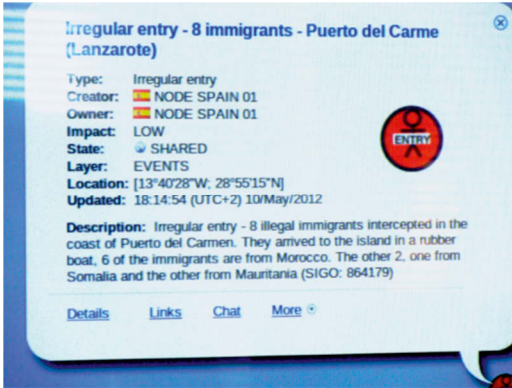 Irregular entry - 8 immigrants - Puerto del Carme
(Lanzarote)
Type: Irregular entry
Creator: NODE SPAIN 01
Owner: NODE SPAIN 01
Impact: LOW
State: SHARED
Layer: EVENTS
Location: [13°40'28"W; 28°55'15"N]
Updated: 18:14:54 (UTC+2) 10/May/2012
ENTRY
Description: Irregular entry - 8 illegal immigrants intercepted in the
coast of Puerto del Carmen. They arrived to the island in a rubber
boat, 6 of the immigrants are from Morocco. The other 2, one from
Somalia and the other from Mauritania (SIGO: 864179)
Details Links Chat More